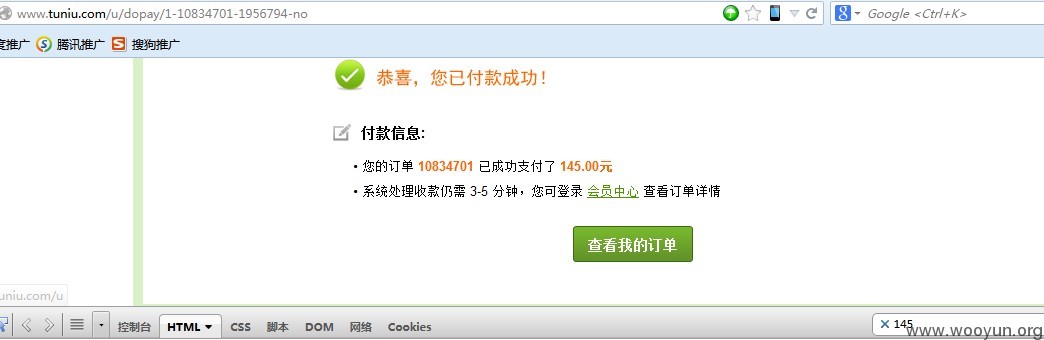 www.tuniu.com/u/dopay/1-10834701-1956794-no
Google <Ctrl+K>
度推广 腾讯推广 搜狗推广
恭喜，您已付款成功！
付款信息:
• 您的订单 10834701 已成功支付了 145.00元
• 系统处理收款仍需 3-5 分钟，您可登录 会员中心 查看订单详情
查看我的订单
uniu.com/u
控制台 HTML CSS 脚本 DOM 网络 Cookies
145
www.wooyun.org